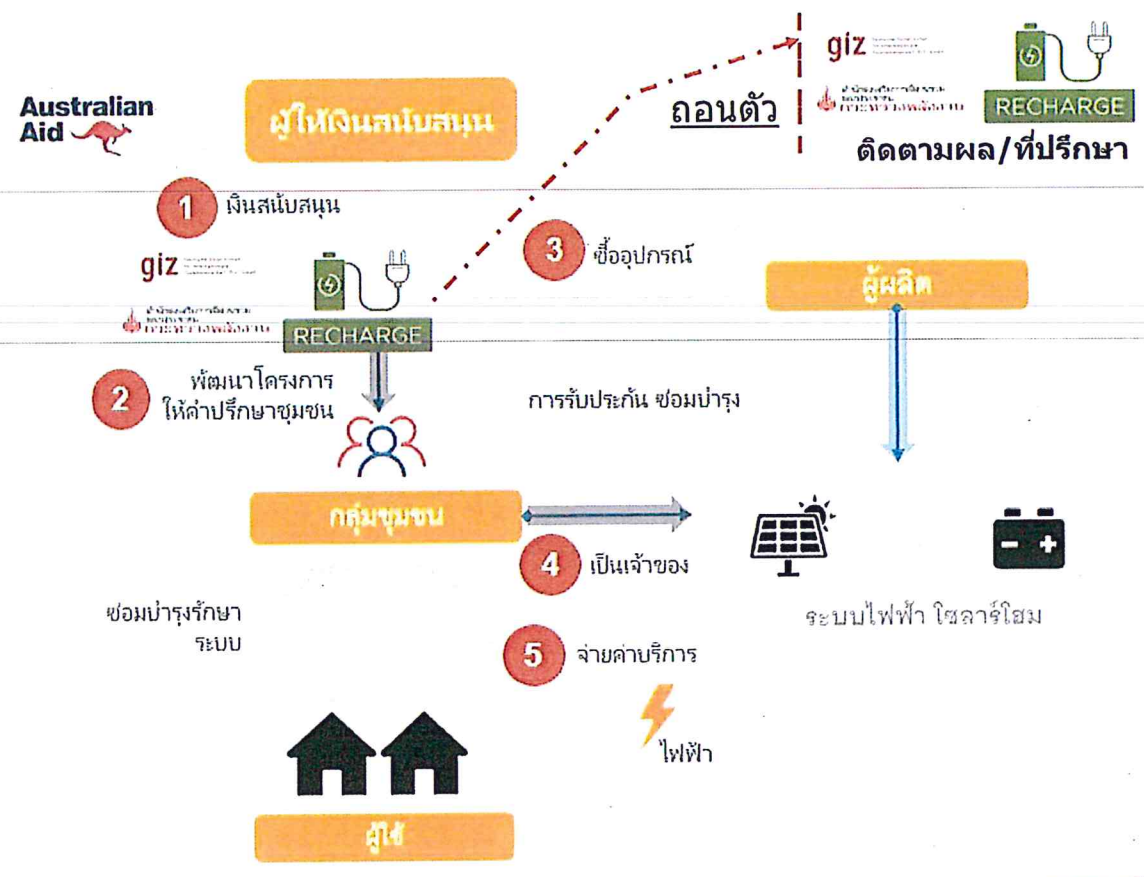 Australian
Aid
ผู้ให้เงินสนับสนุน
giz
RECHARGE
ถอนตัว
ติดตามผล/ที่ปรึกษา
1 เงินสนับสนุน
giz
RECHARGE
3 ซื้ออุปกรณ์
ผู้ผลิต
2 พัฒนาโครงการ
ให้คำปรึกษาชุมชน
การรับประกัน ซ่อมบำรุง
กลุ่มชุมชน
4 เป็นเจ้าของ
ระบบไฟฟ้า โซลาร์โฮม
ซ่อมบำรุงรักษา
ระบบ
5 จ่ายค่าบริการ
ไฟฟ้า
ผู้ใช้